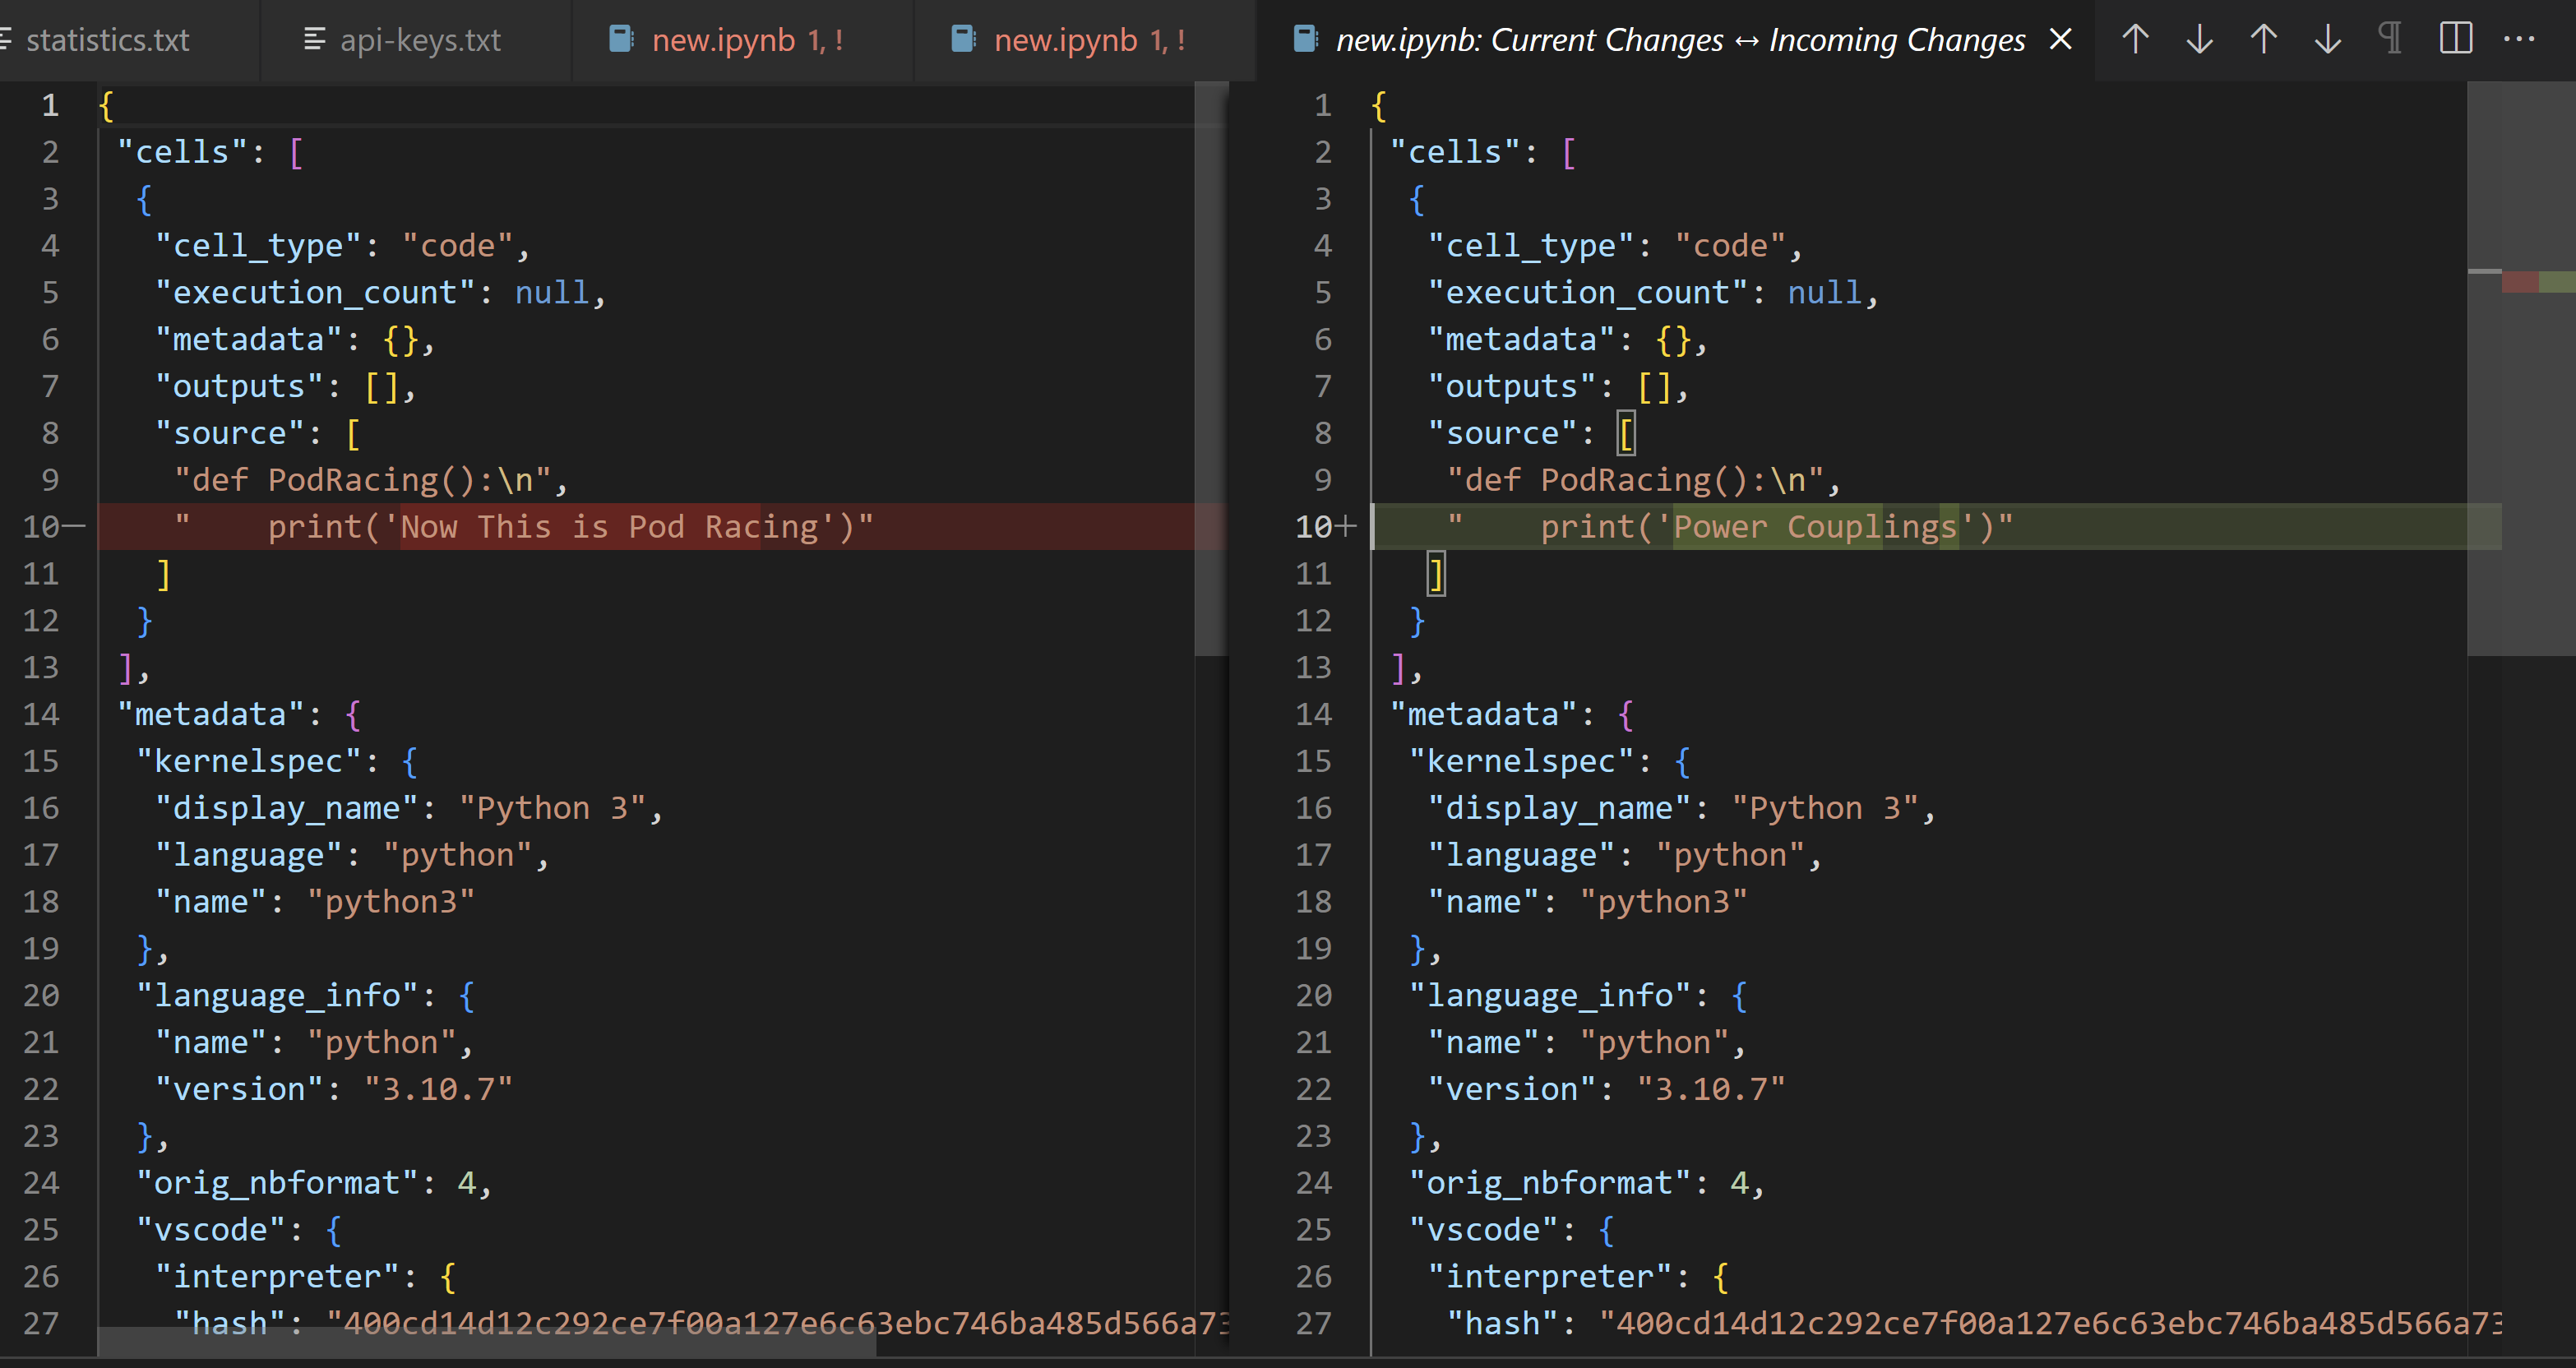 statistics.txt api-keys.txt new.ipynb 1, ! new.ipynb 1, ! new.ipynb: Current Changes ↔ Incoming Changes
1 {
2 "cells": [
3 {
4 "cell_type": "code",
5 "execution_count": null,
6 "metadata": {},
7 "outputs": [],
8 "source": [
9 "def PodRacing():\n",
10— "    print('Now This is Pod Racing')"
11 ]
12 }
13 ],
14 "metadata": {
15 "kernelspec": {
16 "display_name": "Python 3",
17 "language": "python",
18 "name": "python3"
19 },
20 "language_info": {
21 "name": "python",
22 "version": "3.10.7"
23 },
24 "orig_nbformat": 4,
25 "vscode": {
26 "interpreter": {
27 "hash": "400cd14d12c292ce7f00a127e6c63ebc746ba485d566a73
1 {
2 "cells": [
3 {
4 "cell_type": "code",
5 "execution_count": null,
6 "metadata": {},
7 "outputs": [],
8 "source": [
9 "def PodRacing():\n",
10+ "    print('Power Couplings')"
11 ]
12 }
13 ],
14 "metadata": {
15 "kernelspec": {
16 "display_name": "Python 3",
17 "language": "python",
18 "name": "python3"
19 },
20 "language_info": {
21 "name": "python",
22 "version": "3.10.7"
23 },
24 "orig_nbformat": 4,
25 "vscode": {
26 "interpreter": {
27 "hash": "400cd14d12c292ce7f00a127e6c63ebc746ba485d566a73